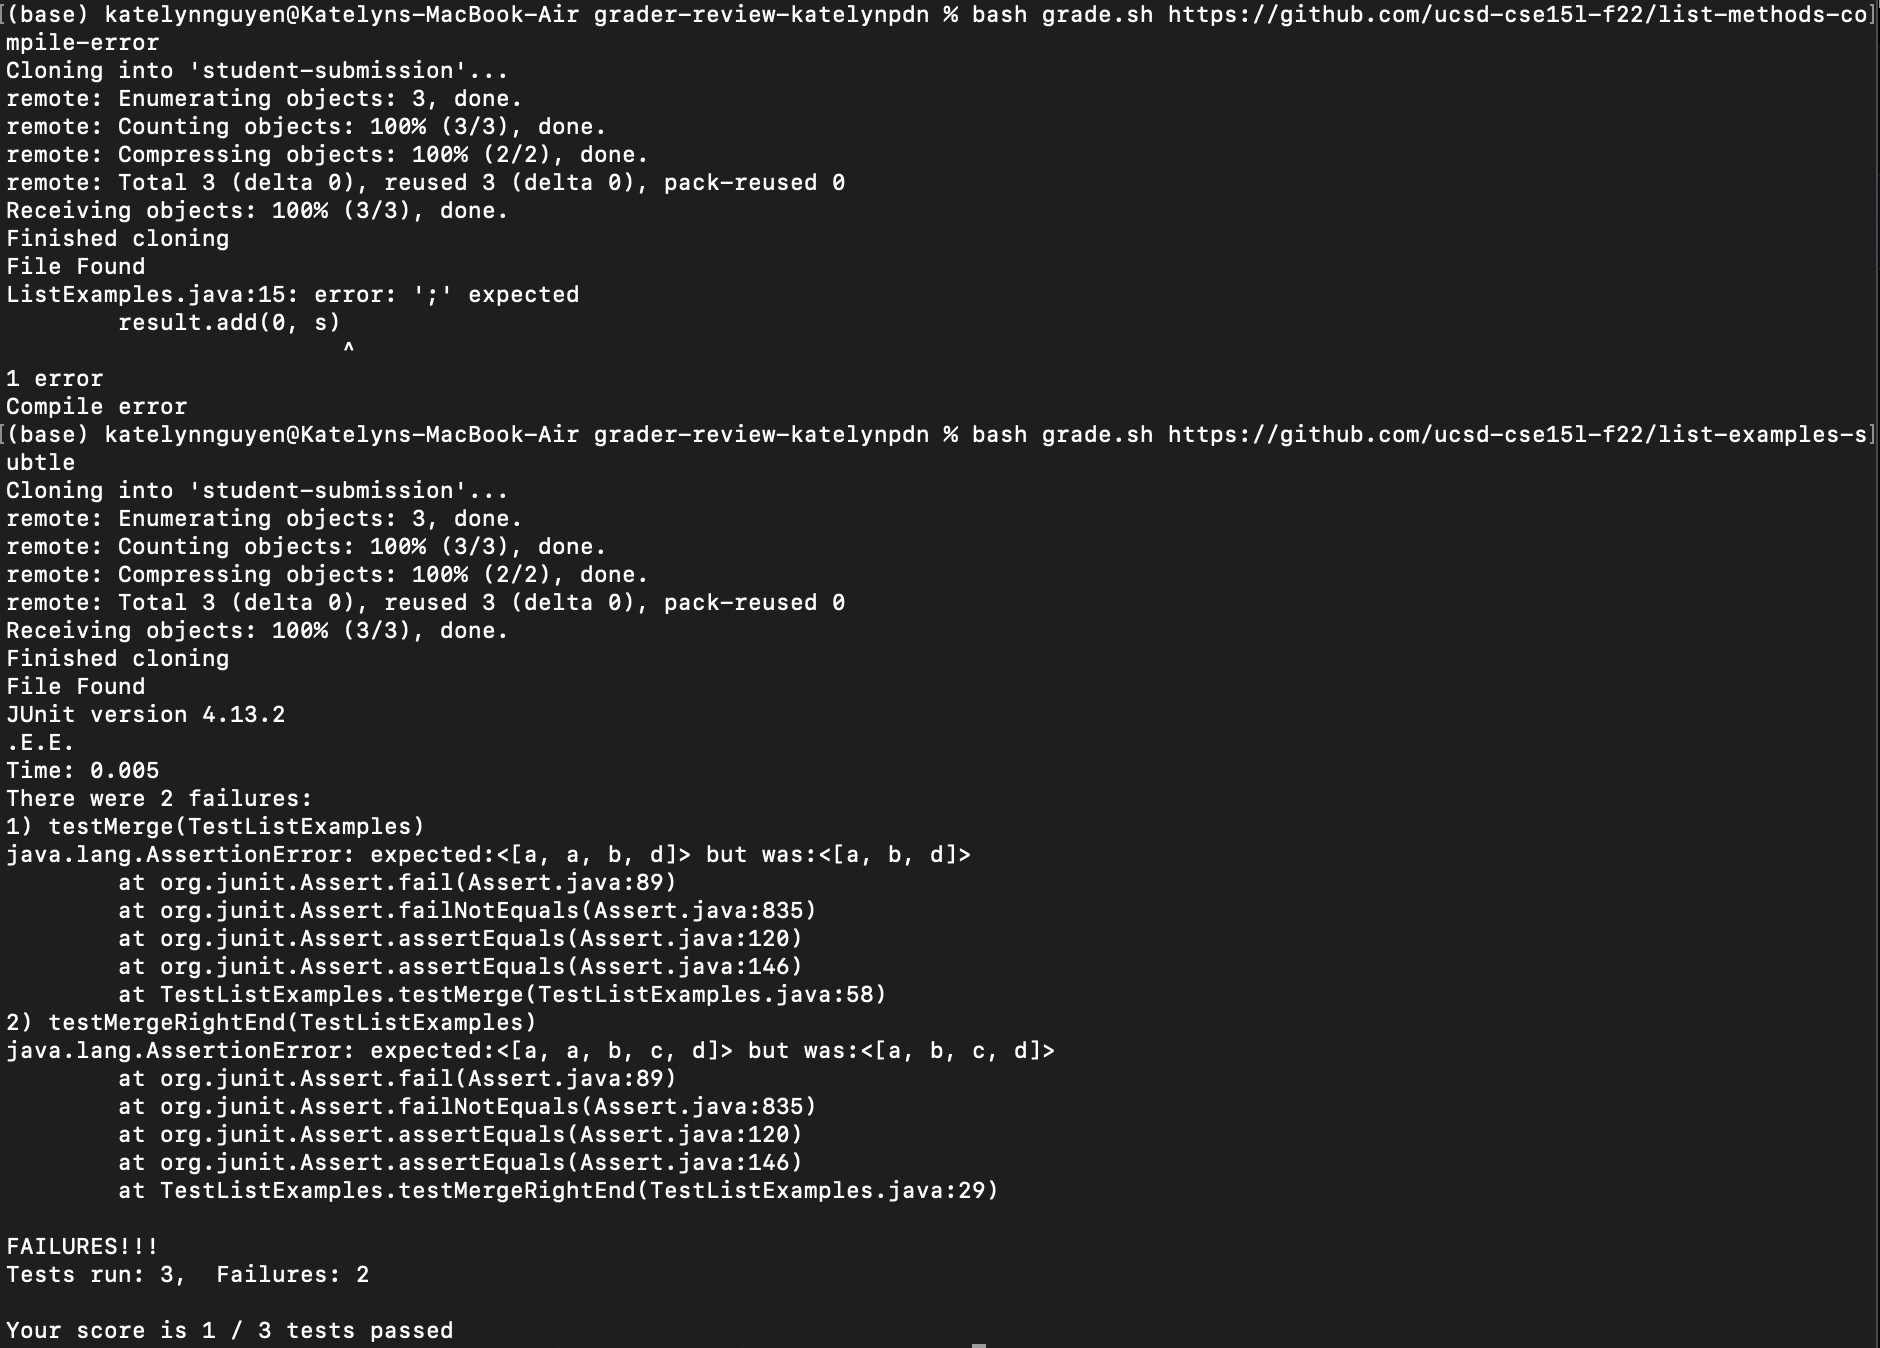 [(base) katelynnguyen@Katelyns-MacBook-Air grader-review-katelynpdn % bash grade.sh https://github.com/ucsd-cse15l-f22/list-methods-co]
mpile-error
Cloning into 'student-submission'...
remote: Enumerating objects: 3, done.
remote: Counting objects: 100% (3/3), done.
remote: Compressing objects: 100% (2/2), done.
remote: Total 3 (delta 0), reused 3 (delta 0), pack-reused 0
Receiving objects: 100% (3/3), done.
Finished cloning
File Found
ListExamples.java:15: error: ';' expected
        result.add(0, s)
                        ^
1 error
Compile error
[(base) katelynnguyen@Katelyns-MacBook-Air grader-review-katelynpdn % bash grade.sh https://github.com/ucsd-cse15l-f22/list-examples-s]
ubtle
Cloning into 'student-submission'...
remote: Enumerating objects: 3, done.
remote: Counting objects: 100% (3/3), done.
remote: Compressing objects: 100% (2/2), done.
remote: Total 3 (delta 0), reused 3 (delta 0), pack-reused 0
Receiving objects: 100% (3/3), done.
Finished cloning
File Found
JUnit version 4.13.2
.E.E.
Time: 0.005
There were 2 failures:
1) testMerge(TestListExamples)
java.lang.AssertionError: expected:<[a, a, b, d]> but was:<[a, b, d]>
        at org.junit.Assert.fail(Assert.java:89)
        at org.junit.Assert.failNotEquals(Assert.java:835)
        at org.junit.Assert.assertEquals(Assert.java:120)
        at org.junit.Assert.assertEquals(Assert.java:146)
        at TestListExamples.testMerge(TestListExamples.java:58)
2) testMergeRightEnd(TestListExamples)
java.lang.AssertionError: expected:<[a, a, b, c, d]> but was:<[a, b, c, d]>
        at org.junit.Assert.fail(Assert.java:89)
        at org.junit.Assert.failNotEquals(Assert.java:835)
        at org.junit.Assert.assertEquals(Assert.java:120)
        at org.junit.Assert.assertEquals(Assert.java:146)
        at TestListExamples.testMergeRightEnd(TestListExamples.java:29)

FAILURES!!!
Tests run: 3,  Failures: 2

Your score is 1 / 3 tests passed